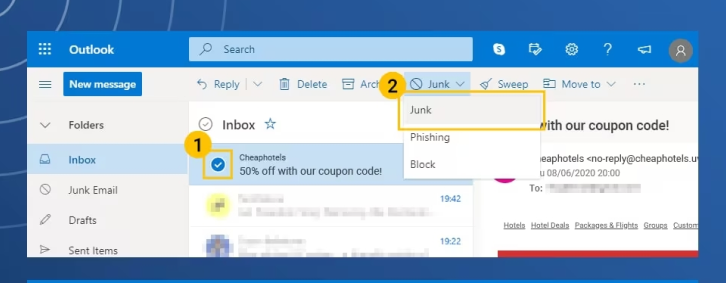 Outlook
Search
New message
Reply
Delete
2
Junk
Sweep
Move to
Folders
Inbox
Junk
with our coupon code!
1
Phishing
Inbox
Cheaphotels
50% off with our coupon code!
Block
eaphotels <no-reply@cheaphotels.u
u 08/06/2020 20:00
To:
Junk Email
19:42
Drafts
Hotels Hotel Deals Packages & Flights Groups Custom
Sent Items
19:22